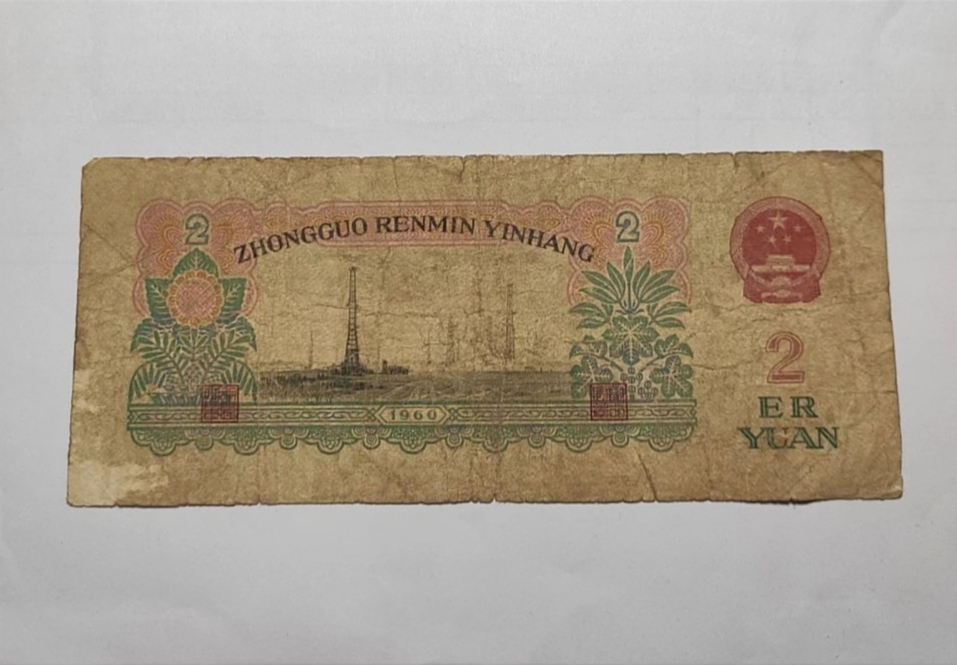 2 2
ZHONGGUO RENMIN YINHANG
1960
2
ER
YUAN